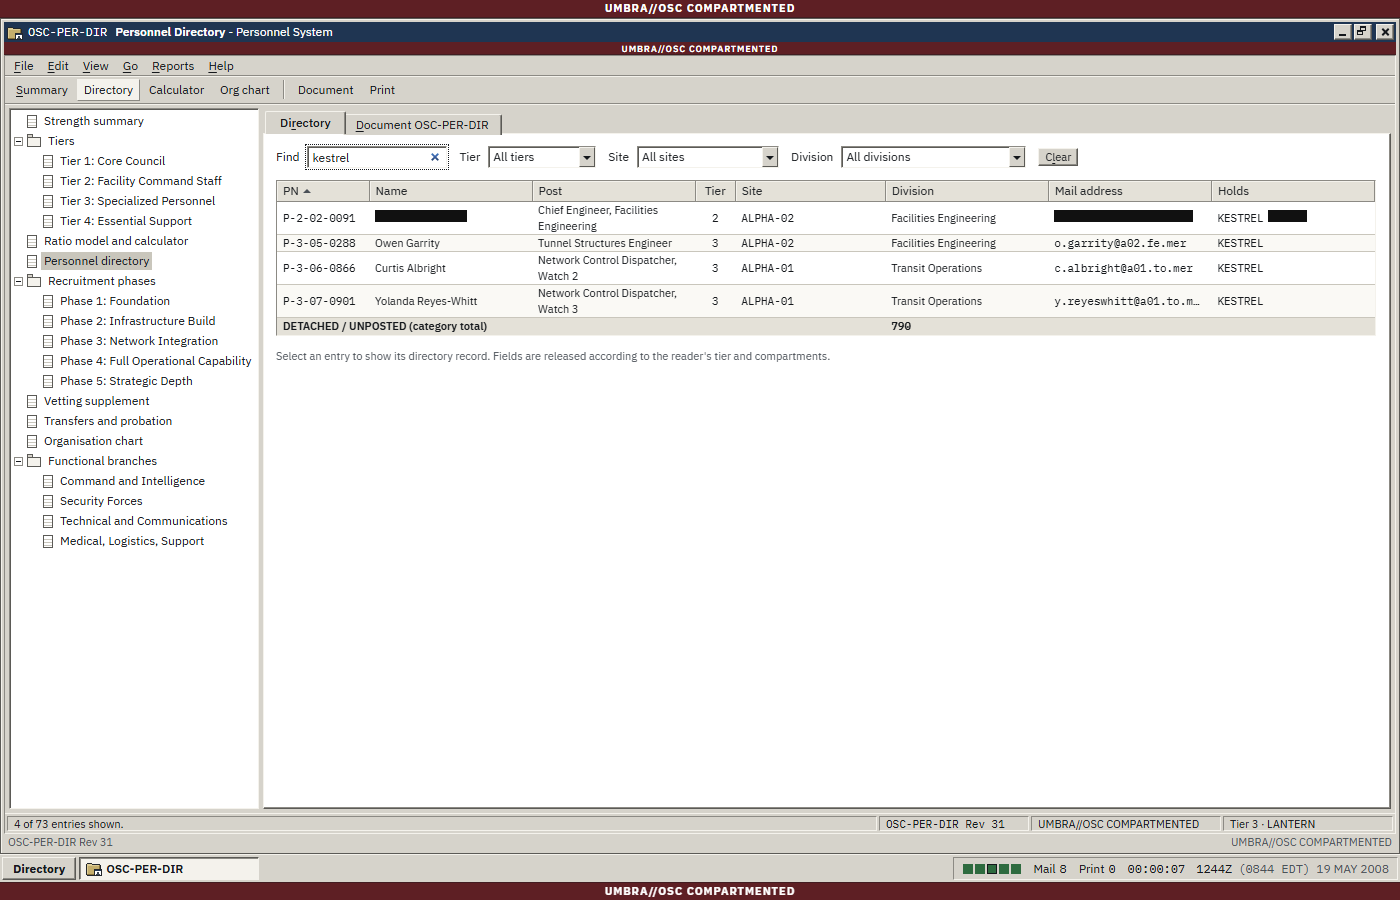 UMBRA//OSC COMPARTMENTED
OSC-PER-DIR Personnel Directory - Personnel System
UMBRA//OSC COMPARTMENTED
File Edit View Go Reports Help
Summary Directory Calculator Org chart Document Print
Strength summary
Tiers
Tier 1: Core Council
Tier 2: Facility Command Staff
Tier 3: Specialized Personnel
Tier 4: Essential Support
Ratio model and calculator
Personnel directory
Recruitment phases
Phase 1: Foundation
Phase 2: Infrastructure Build
Phase 3: Network Integration
Phase 4: Full Operational Capability
Phase 5: Strategic Depth
Vetting supplement
Transfers and probation
Organisation chart
Functional branches
Command and Intelligence
Security Forces
Technical and Communications
Medical, Logistics, Support
Directory Document OSC-PER-DIR
Find kestrel Tier All tiers Site All sites Division All divisions Clear
PN Name Post Tier Site Division Mail address Holds
P-2-02-0091 Chief Engineer, Facilities Engineering 2 ALPHA-02 Facilities Engineering KESTREL
P-3-05-0288 Owen Garrity Tunnel Structures Engineer 3 ALPHA-02 Facilities Engineering o.garrity@a02.fe.mer KESTREL
P-3-06-0866 Curtis Albright Network Control Dispatcher, Watch 2 3 ALPHA-01 Transit Operations c.albright@a01.to.mer KESTREL
P-3-07-0901 Yolanda Reyes-Whitt Network Control Dispatcher, Watch 3 3 ALPHA-01 Transit Operations y.reyeswhitt@a01.to.m… KESTREL
DETACHED / UNPOSTED (category total) 790
Select an entry to show its directory record. Fields are released according to the reader's tier and compartments.
4 of 73 entries shown. OSC-PER-DIR Rev 31 UMBRA//OSC COMPARTMENTED Tier 3 · LANTERN
OSC-PER-DIR Rev 31 UMBRA//OSC COMPARTMENTED
Directory OSC-PER-DIR Mail 8 Print 0 00:00:07 1244Z (0844 EDT) 19 MAY 2008
UMBRA//OSC COMPARTMENTED